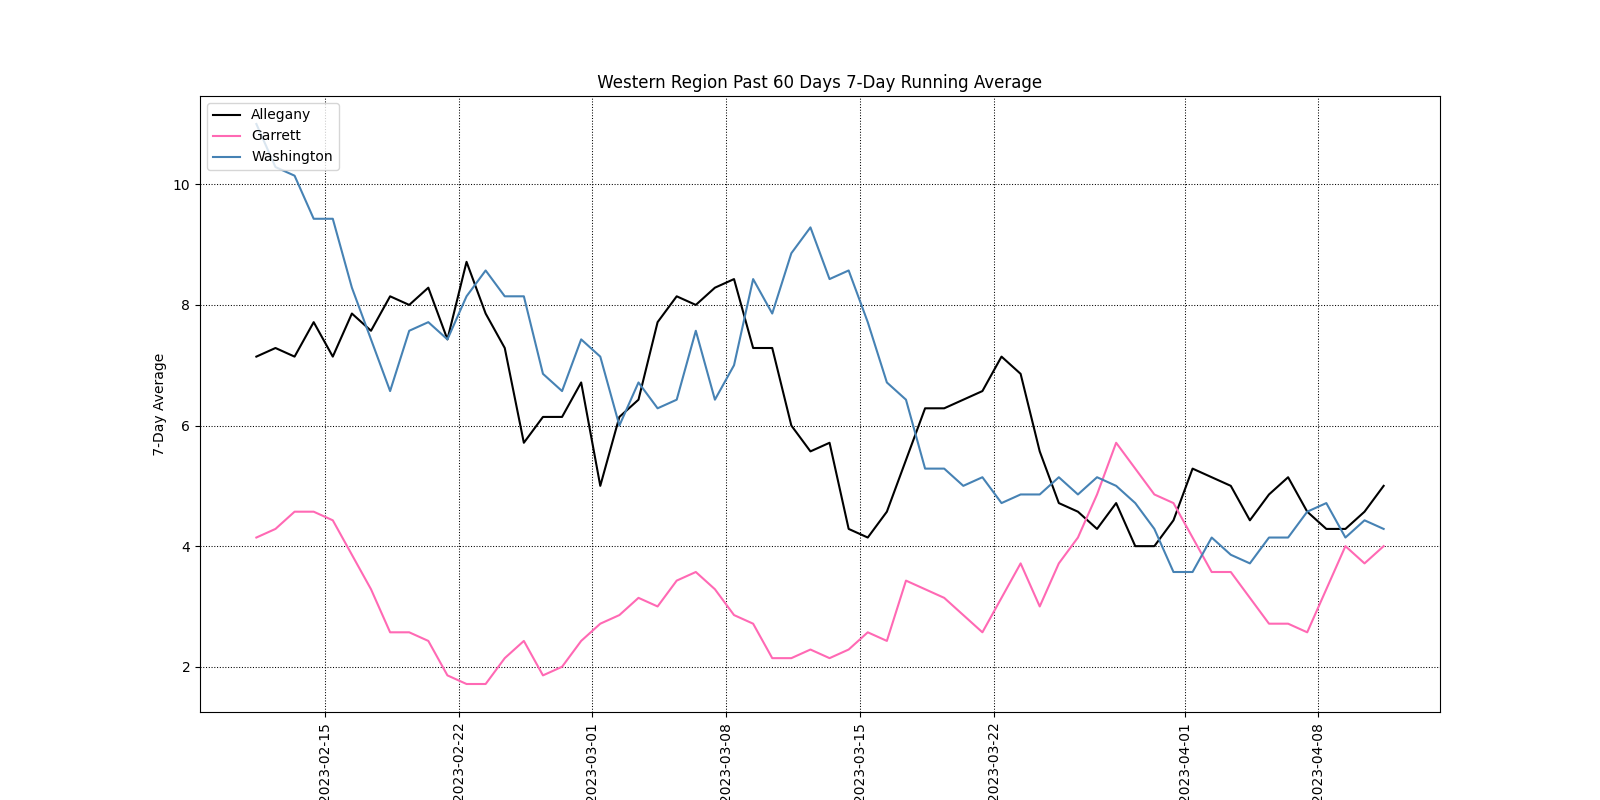 Western Region Past 60 Days 7-Day Running Average
Allegany
Garrett
Washington
7-Day Average
10
8
6
4
2
2023-02-15
2023-02-22
2023-03-01
2023-03-08
2023-03-15
2023-03-22
2023-04-01
2023-04-08